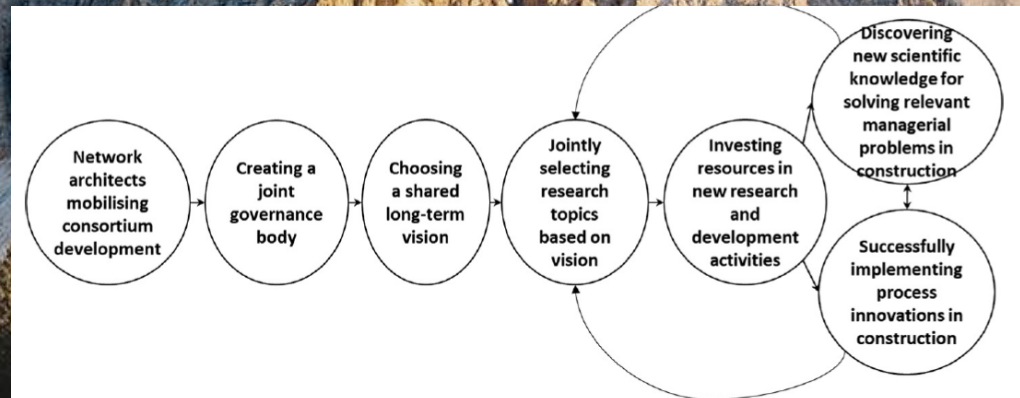 Network
architects
mobilising
consortium
development
Creating a
joint
governance
body
Choosing
a shared
long-term
vision
Jointly
selecting
research
topics
based on
vision
Investing
resources in
new research
and
development
activities
Discovering
new scientific
knowledge for
solving relevant
managerial
problems in
construction
Successfully
implementing
process
innovations in
construction